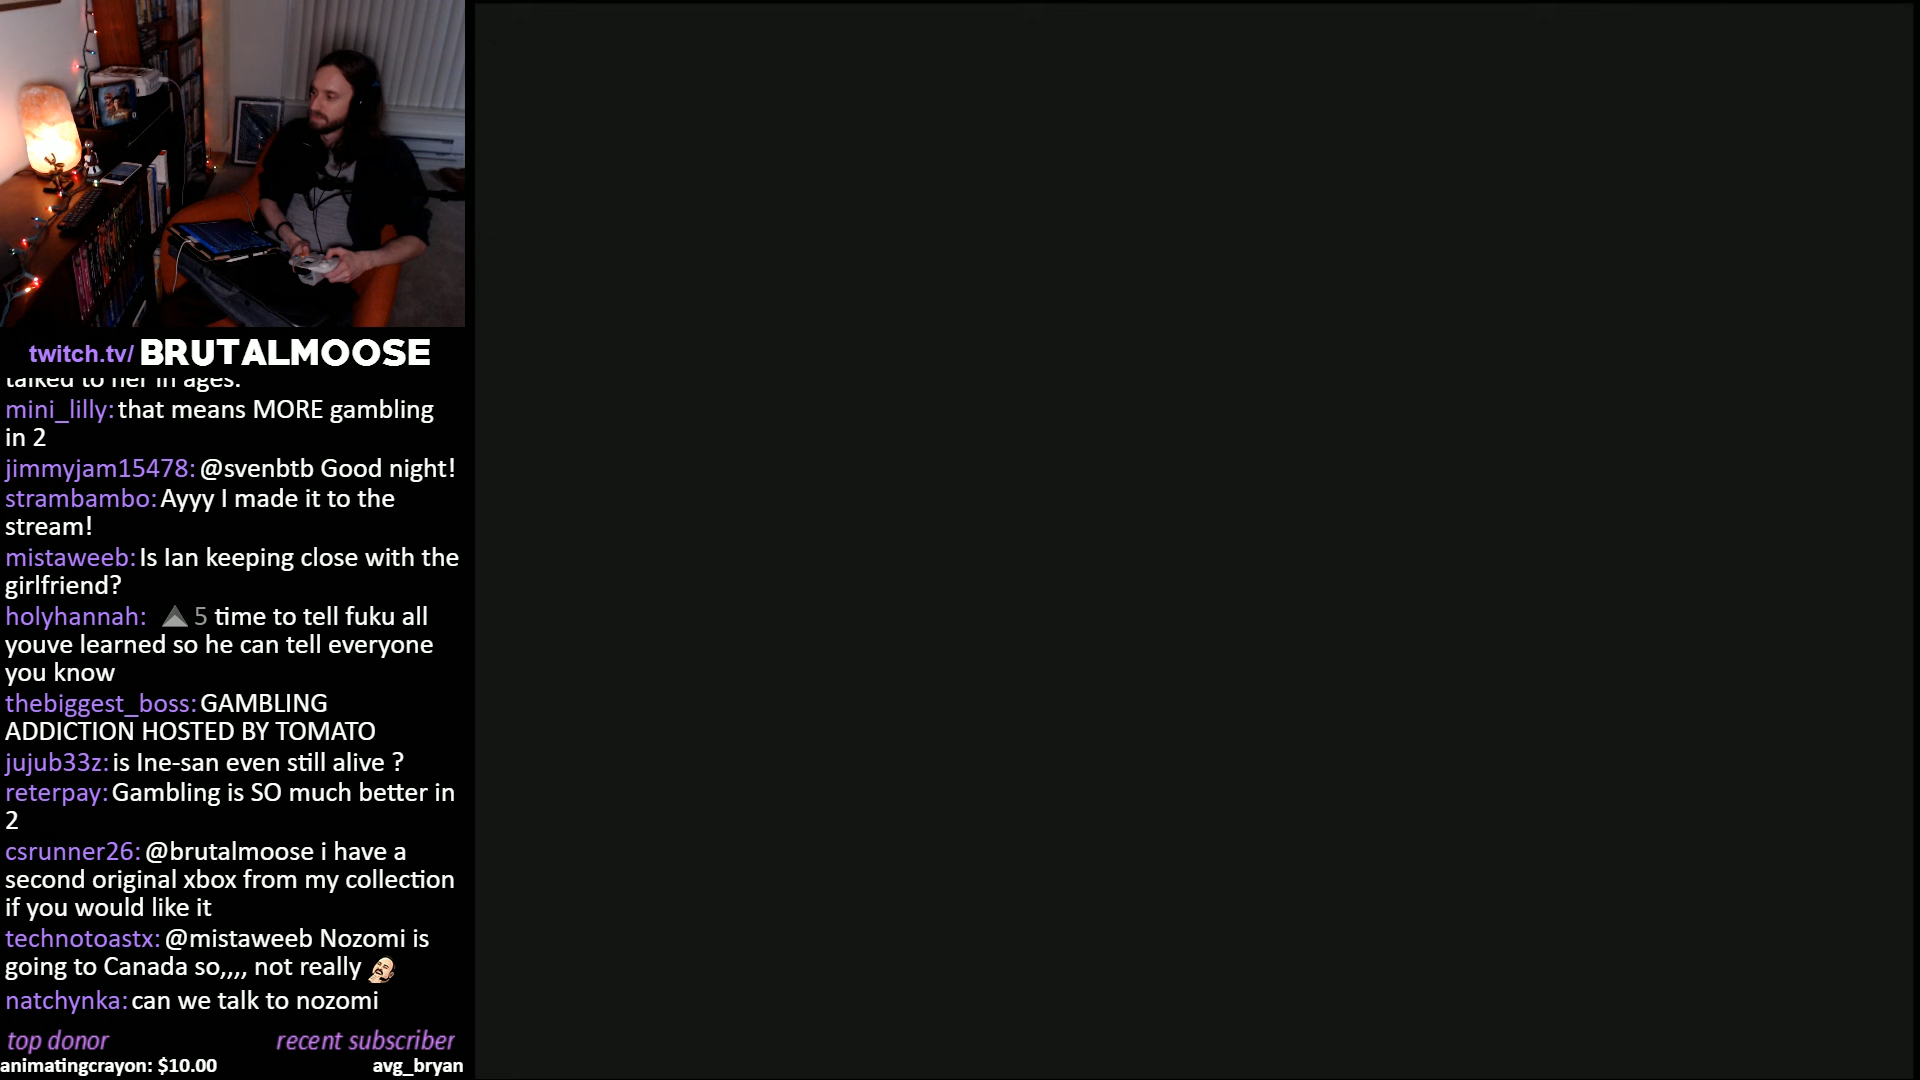 twitch.tv/ BRUTALMOOSE
talked to her in ages.
mini_lilly: that means MORE gambling
in 2
jimmyjam15478: @svenbtb Good night!
strambambo: Ayyy I made it to the
stream!
mistaweeb: Is Ian keeping close with the
girlfriend?
holyhannah: 5 time to tell fuku all
youve learned so he can tell everyone
you know
thebiggest_boss: GAMBLING
ADDICTION HOSTED BY TOMATO
jujub33z: is Ine-san even still alive ?
reterpay: Gambling is SO much better in
2
csrunner26: @brutalmoose i have a
second original xbox from my collection
if you would like it
technotoastx: @mistaweeb Nozomi is
going to Canada so,,,, not really
natchynka: can we talk to nozomi
top donor recent subscriber
animatingcrayon: $10.00 avg_bryan